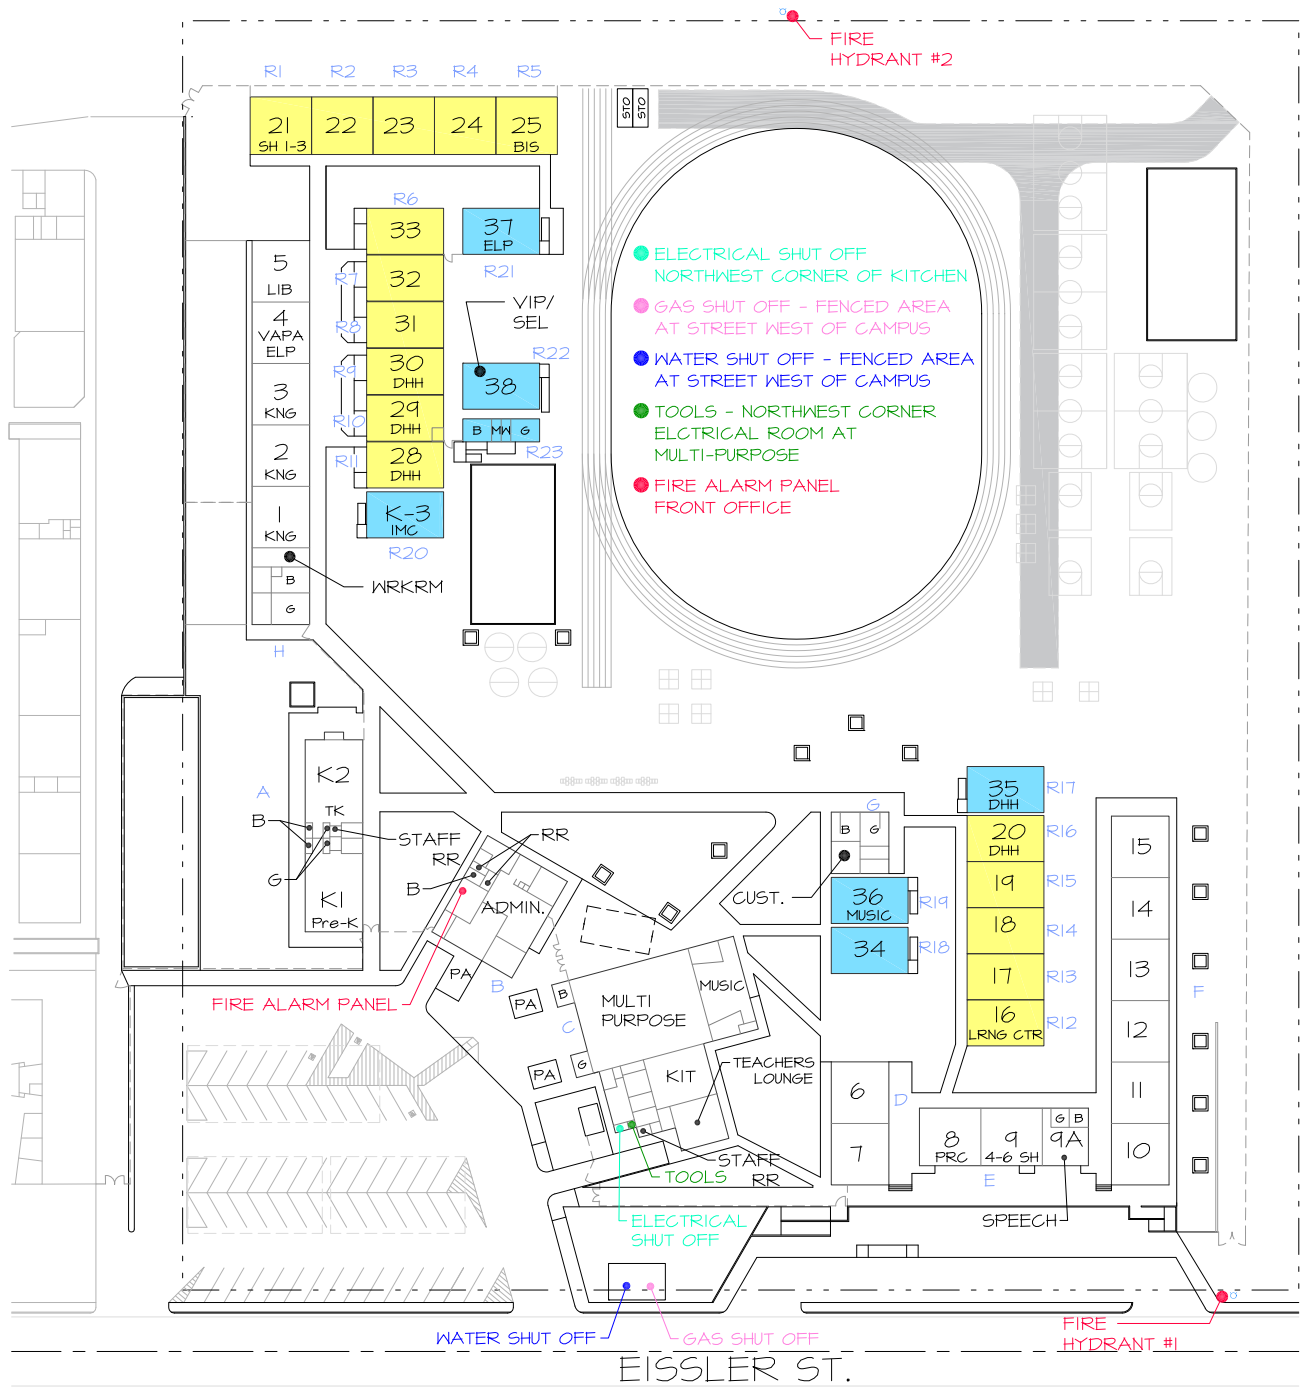 FIRE
HYDRANT #2
R1 R2 R3 R4 R5
21
SH 1-3
22
23
24
25
BIS
STO
STO
R6
33
37
ELP
R21
5
LIB
R7
32
4
VAPA
ELP
R8
31
VIP/
SEL
R22
R9
30
DHH
38
3
KNG
R10
29
DHH
B MW G
R23
2
KNG
R11
28
DHH
1
KNG
K-3
IMC
R20
WRKRM
B
G
H
ELECTRICAL SHUT OFF
NORTHWEST CORNER OF KITCHEN
GAS SHUT OFF - FENCED AREA
AT STREET WEST OF CAMPUS
WATER SHUT OFF - FENCED AREA
AT STREET WEST OF CAMPUS
TOOLS - NORTHWEST CORNER
ELCTRICAL ROOM AT
MULTI-PURPOSE
FIRE ALARM PANEL
FRONT OFFICE
K2
A
TK
B
STAFF
RR
G
K1
Pre-K
RR
B
ADMIN.
PA
B
FIRE ALARM PANEL
PA
B
C
MULTI
PURPOSE
MUSIC
PA
G
KIT
TEACHERS
LOUNGE
STAFF
RR
TOOLS
ELECTRICAL
SHUT OFF
G
B G
CUST.
36
MUSIC
R19
34
R18
35
DHH
R17
20
DHH
R16
19
R15
18
R14
17
R13
16
LRNG CTR
R12
15
14
13
F
12
11
10
6
D
7
8
PRC
9
4-6 SH
G B
9A
E
SPEECH
WATER SHUT OFF
GAS SHUT OFF
FIRE
HYDRANT #1
EISSLER ST.